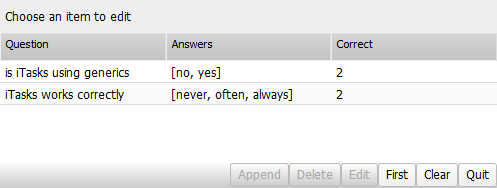 Choose an item to edit
Question Answers Correct
is iTasks using generics [no, yes] 2
iTasks works correctly [never, often, always] 2
Append Delete Edit First Clear Quit